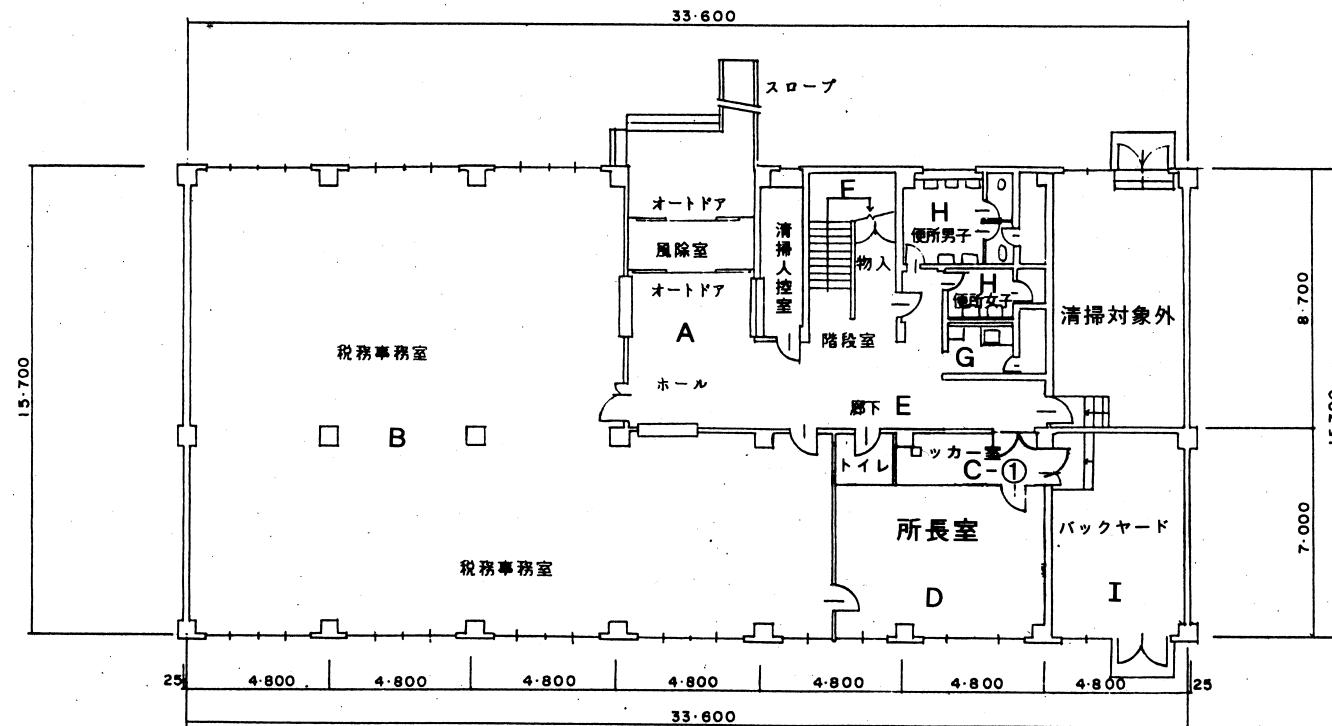 33.600
スロープ
オートドア
風除室
オートドア
A
ホール
清掃人控室
F
物入
階段室
H
便所男子
H
便所女子
G
清掃対象外
8.700
15.700
税務事務室
B
廊下 E
トイレ
ッカー室
C-①
所長室
D
バックヤード
I
7.000
税務事務室
25 4.800 4.800 4.800 4.800 4.800 4.800 4.800 25
33.600